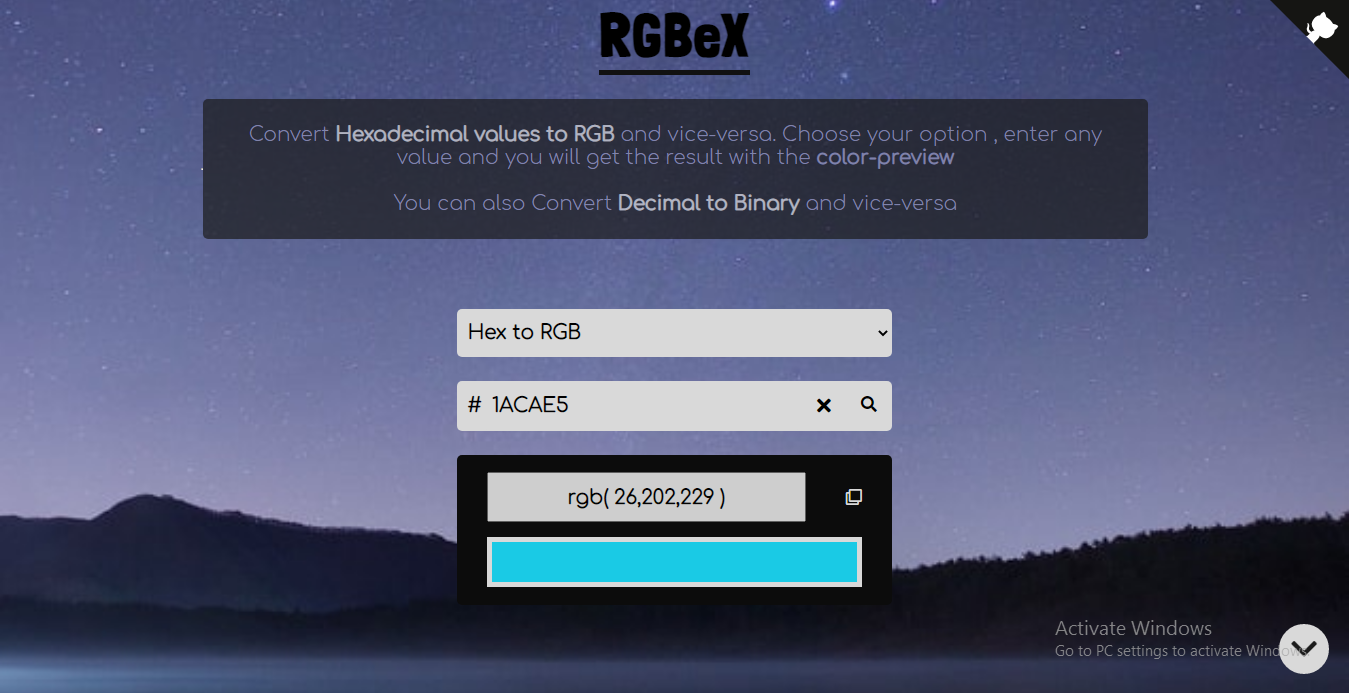 RGBeX
Convert Hexadecimal values to RGB and vice-versa. Choose your option , enter any
value and you will get the result with the color-preview
You can also Convert Decimal to Binary and vice-versa
Hex to RGB
# 1ACAE5
rgb( 26,202,229 )
Activate Windows
Go to PC settings to activate Windows.